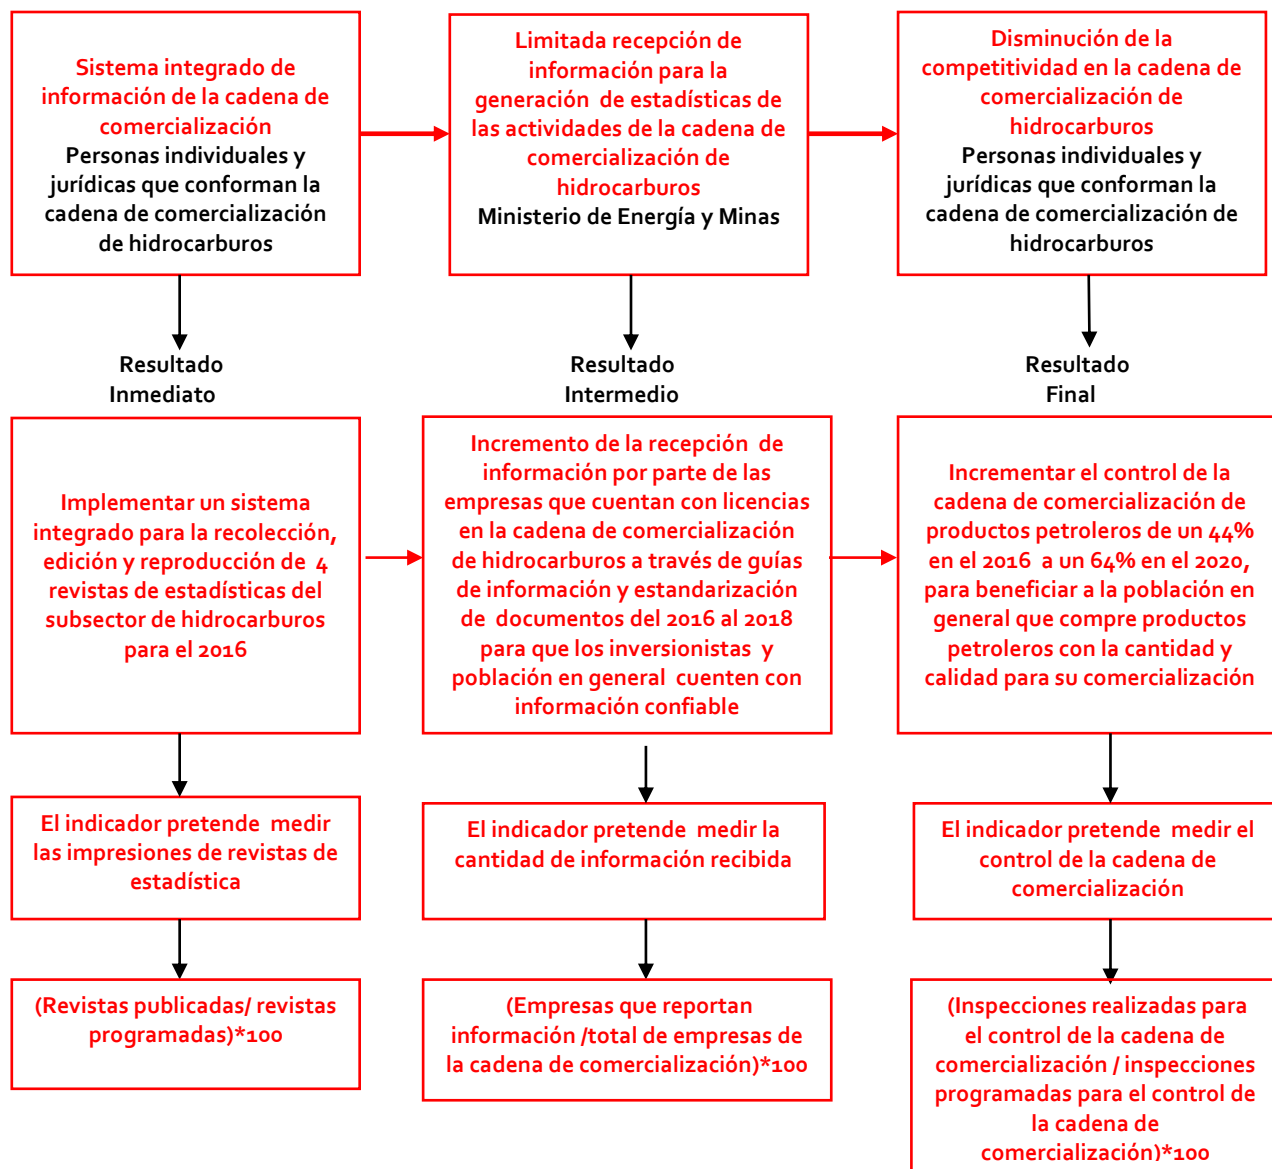 Sistema integrado de
información de la cadena de
comercialización
Personas individuales y
jurídicas que conforman la
cadena de comercialización
de hidrocarburos
Limitada recepción de
información para la
generación de estadísticas de
las actividades de la cadena de
comercialización de
hidrocarburos
Ministerio de Energía y Minas
Disminución de la
competitividad en la cadena de
comercialización de
hidrocarburos
Personas individuales y
jurídicas que conforman la
cadena de comercialización de
hidrocarburos
Resultado
Inmediato
Resultado
Intermedio
Resultado
Final
Implementar un sistema
integrado para la recolección,
edición y reproducción de 4
revistas de estadísticas del
subsector de hidrocarburos
para el 2016
Incremento de la recepción de
información por parte de las
empresas que cuentan con licencias
en la cadena de comercialización
de hidrocarburos a través de guías
de información y estandarización
de documentos del 2016 al 2018
para que los inversionistas y
población en general cuenten con
información confiable
Incrementar el control de la
cadena de comercialización de
productos petroleros de un 44%
en el 2016 a un 64% en el 2020,
para beneficiar a la población en
general que compre productos
petroleros con la cantidad y
calidad para su comercialización
El indicador pretende medir
las impresiones de revistas de
estadística
El indicador pretende medir la
cantidad de información recibida
El indicador pretende medir el
control de la cadena de
comercialización
(Revistas publicadas/ revistas
programadas)*100
(Empresas que reportan
información /total de empresas de
la cadena de comercialización)*100
(Inspecciones realizadas para
el control de la cadena de
comercialización / inspecciones
programadas para el control de
la cadena de
comercialización)*100